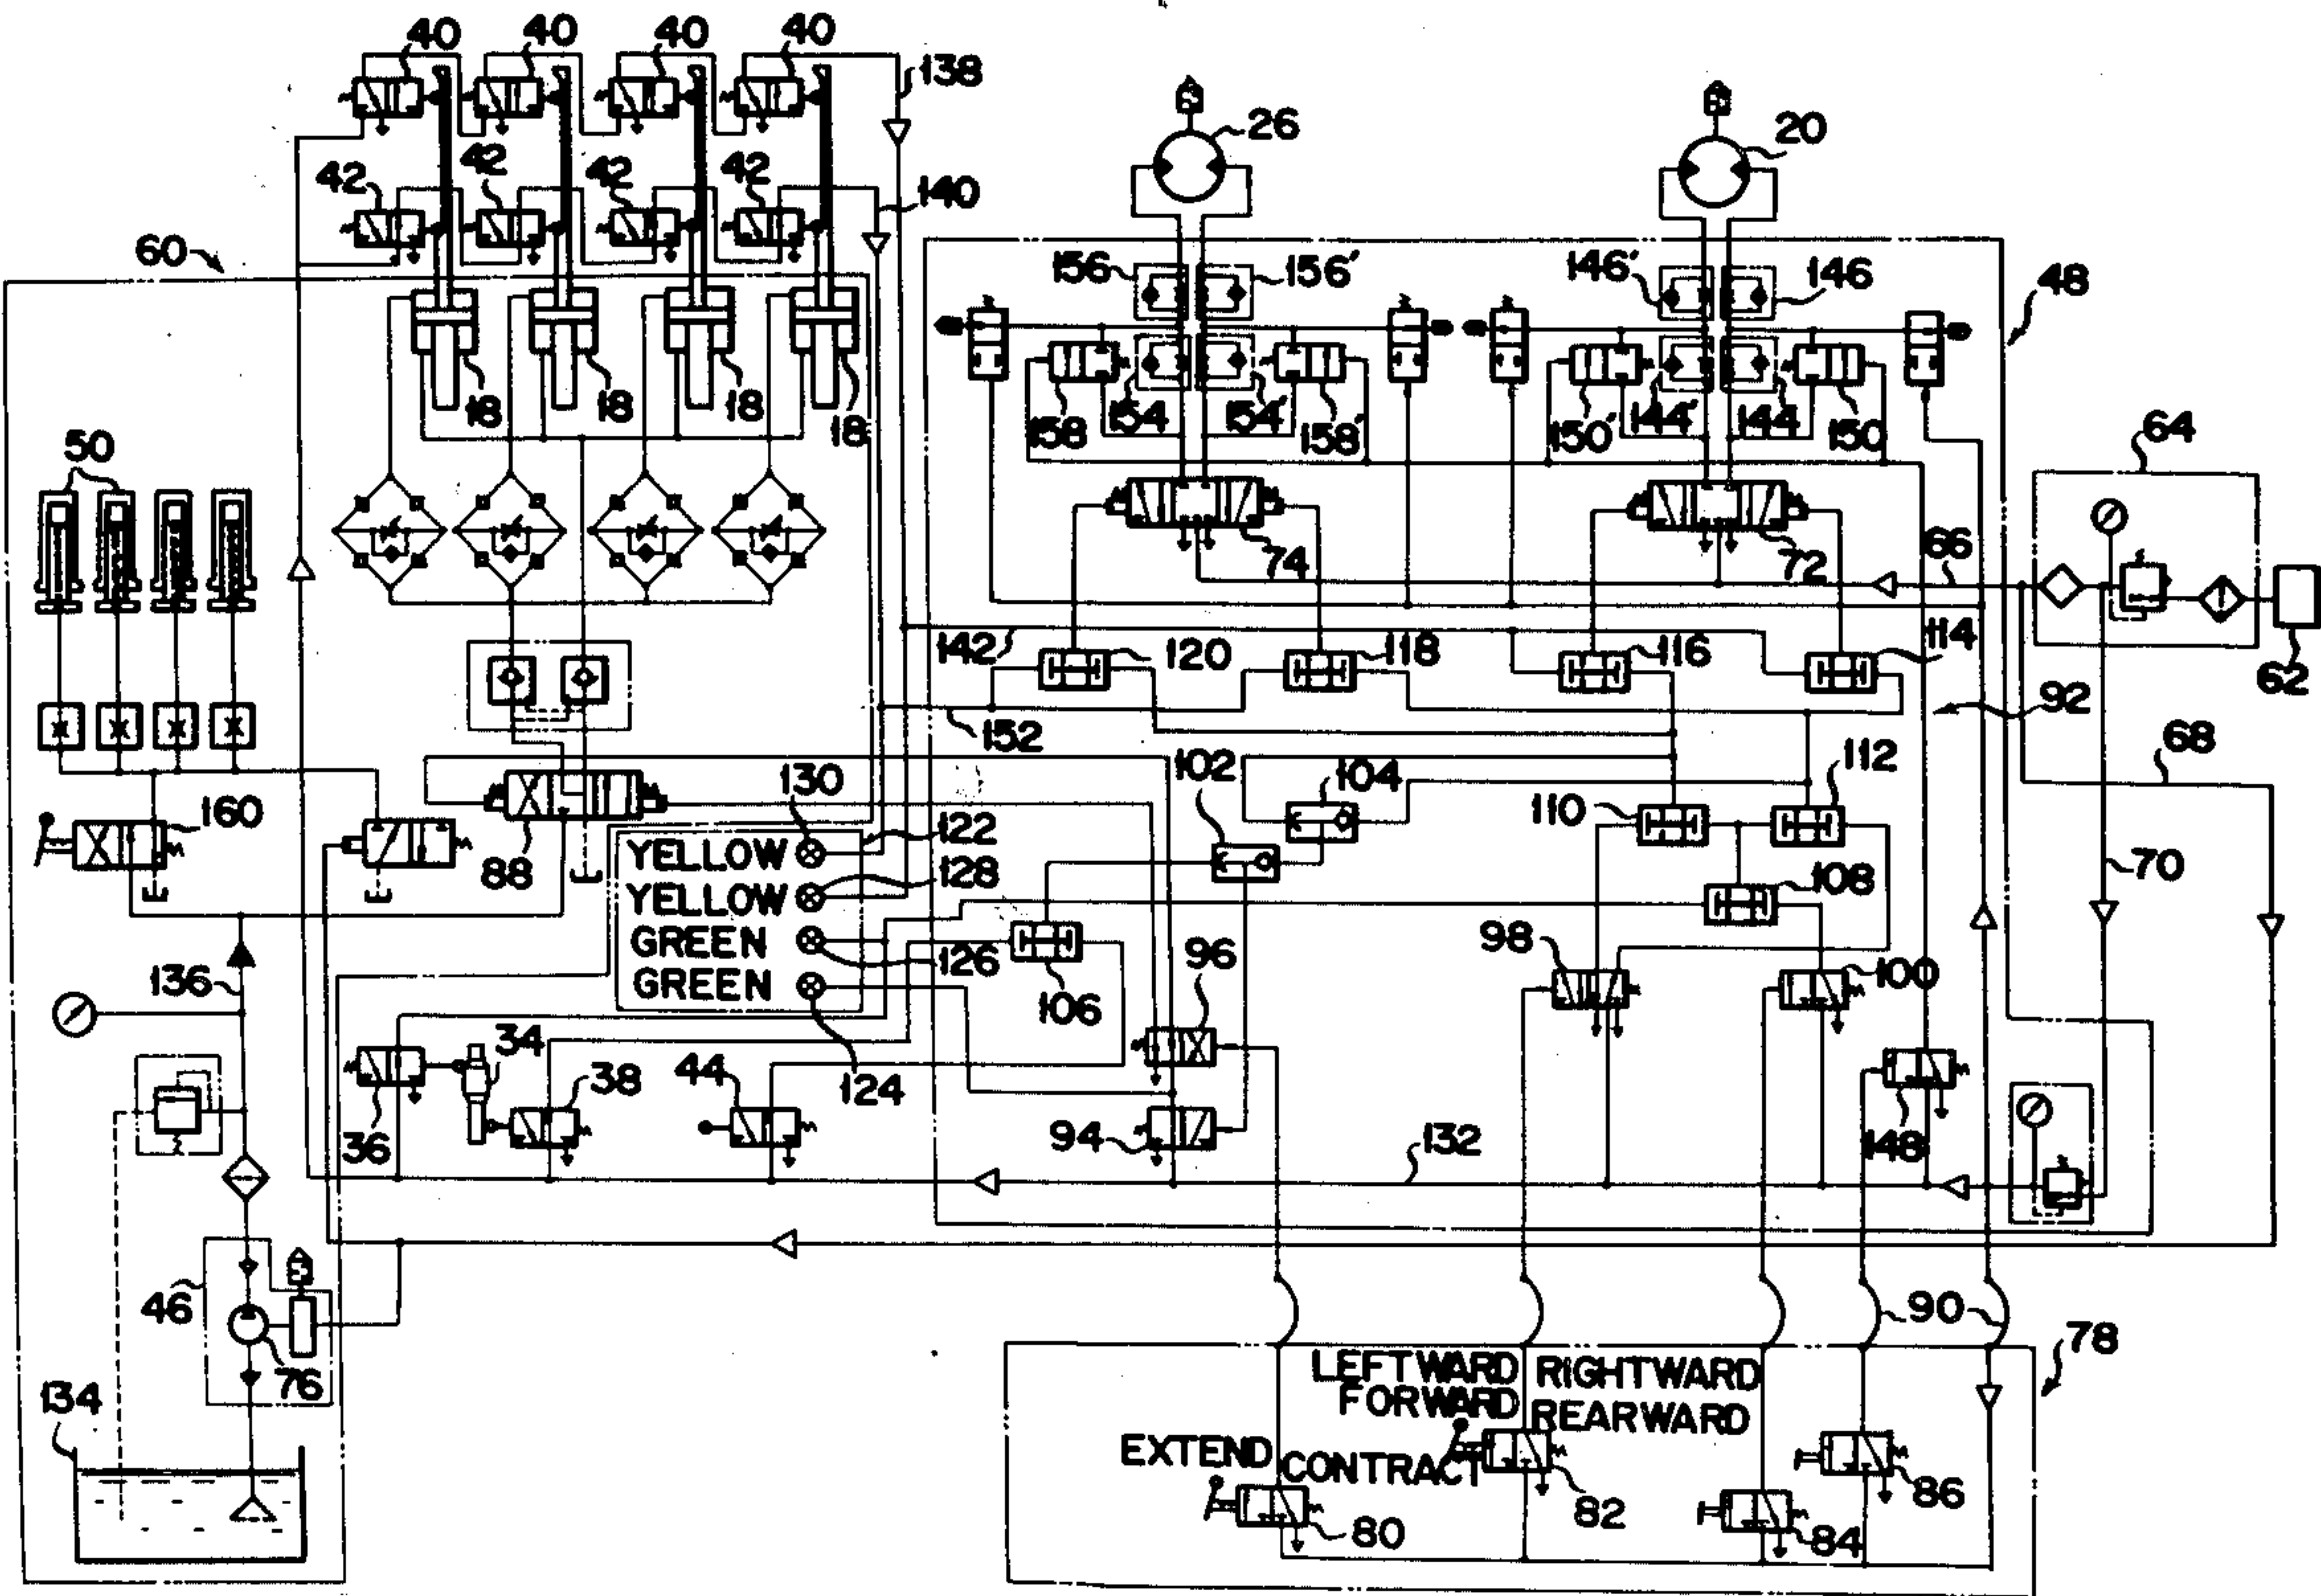 40 40 40 40
138
26
20
42 42 42 42
140
60
156 156′ 146′ 146
48
18 18 18 18
158 154 154′ 158′ 150′ 144′ 144 150
50
64
74 72 66
142 120 118 116 114
62
152
92
68
102 104 110 112
130
160
88
YELLOW 122
YELLOW 128
GREEN 126
GREEN
124
108
70
136
106
96
98
100
36
34
38
44
94
132
148
46
76
90
78
134
LEFTWARD RIGHTWARD
FORWARD REARWARD
EXTEND CONTRACT
80
82
84
86